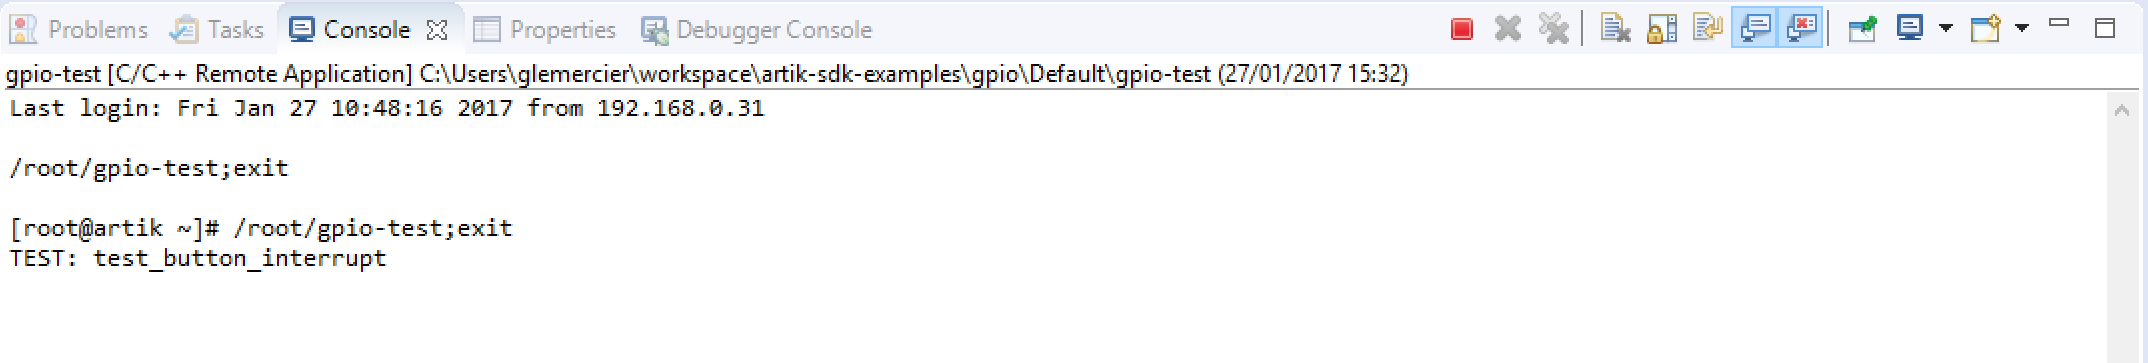 Problems Tasks Console Properties Debugger Console
gpio-test [C/C++ Remote Application] C:\Users\glemercier\workspace\artik-sdk-examples\gpio\Default\gpio-test (27/01/2017 15:32)
Last login: Fri Jan 27 10:48:16 2017 from 192.168.0.31
/root/gpio-test;exit
[root@artik ~]# /root/gpio-test;exit
TEST: test_button_interrupt